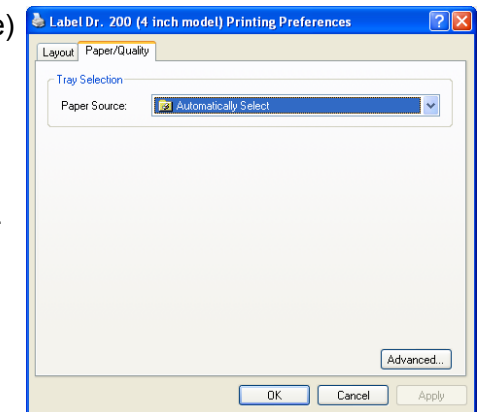 e)
Label Dr. 200 (4 inch model) Printing Preferences
Layout Paper/Quality
Tray Selection
Paper Source: Automatically Select
.
Advanced...
OK Cancel Apply